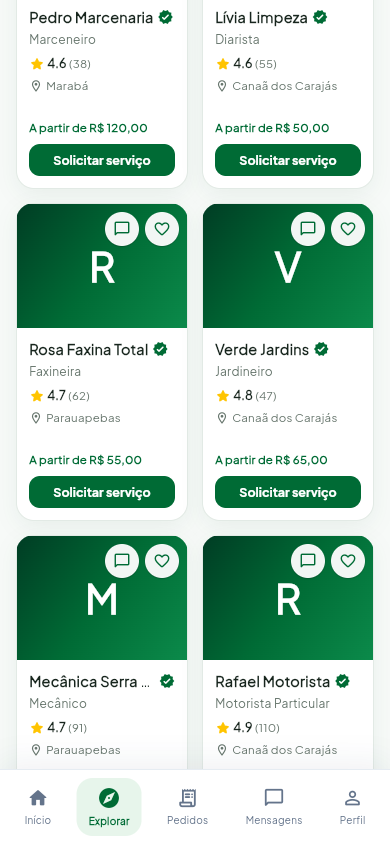 Pedro Marcenaria
Marceneiro
4.6 (38)
Marabá
A partir de R$ 120,00
Solicitar serviço
Lívia Limpeza
Diarista
4.6 (55)
Canaã dos Carajás
A partir de R$ 50,00
Solicitar serviço
R
Rosa Faxina Total
Faxineira
4.7 (62)
Parauapebas
A partir de R$ 55,00
Solicitar serviço
V
Verde Jardins
Jardineiro
4.8 (47)
Canaã dos Carajás
A partir de R$ 65,00
Solicitar serviço
M
Mecânica Serra ...
Mecânico
4.7 (91)
Parauapebas
R
Rafael Motorista
Motorista Particular
4.9 (110)
Canaã dos Carajás
Início
Explorar
Pedidos
Mensagens
Perfil